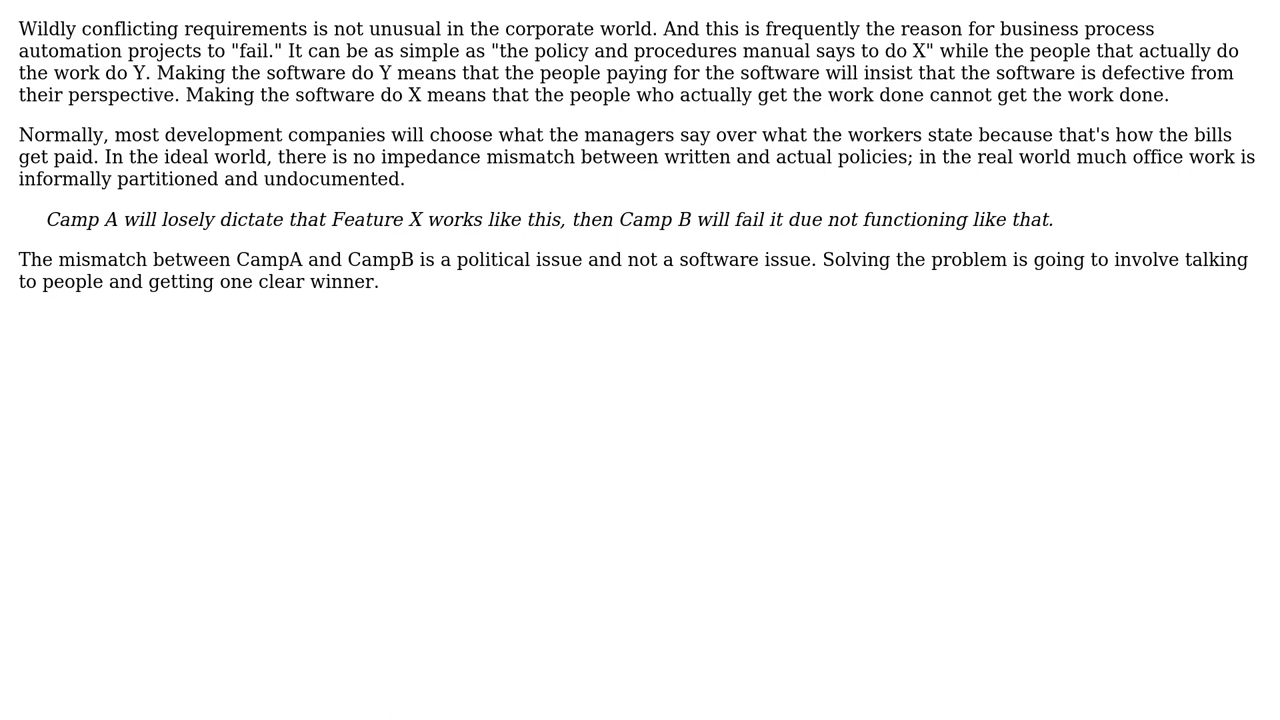 Wildly conflicting requirements is not unusual in the corporate world. And this is frequently the reason for business process
automation projects to "fail." It can be as simple as "the policy and procedures manual says to do X" while the people that actually do
the work do Y. Making the software do Y means that the people paying for the software will insist that the software is defective from
their perspective. Making the software do X means that the people who actually get the work done cannot get the work done.
Normally, most development companies will choose what the managers say over what the workers state because that's how the bills
get paid. In the ideal world, there is no impedance mismatch between written and actual policies; in the real world much office work is
informally partitioned and undocumented.
Camp A will losely dictate that Feature X works like this, then Camp B will fail it due not functioning like that.
The mismatch between CampA and CampB is a political issue and not a software issue. Solving the problem is going to involve talking
to people and getting one clear winner.